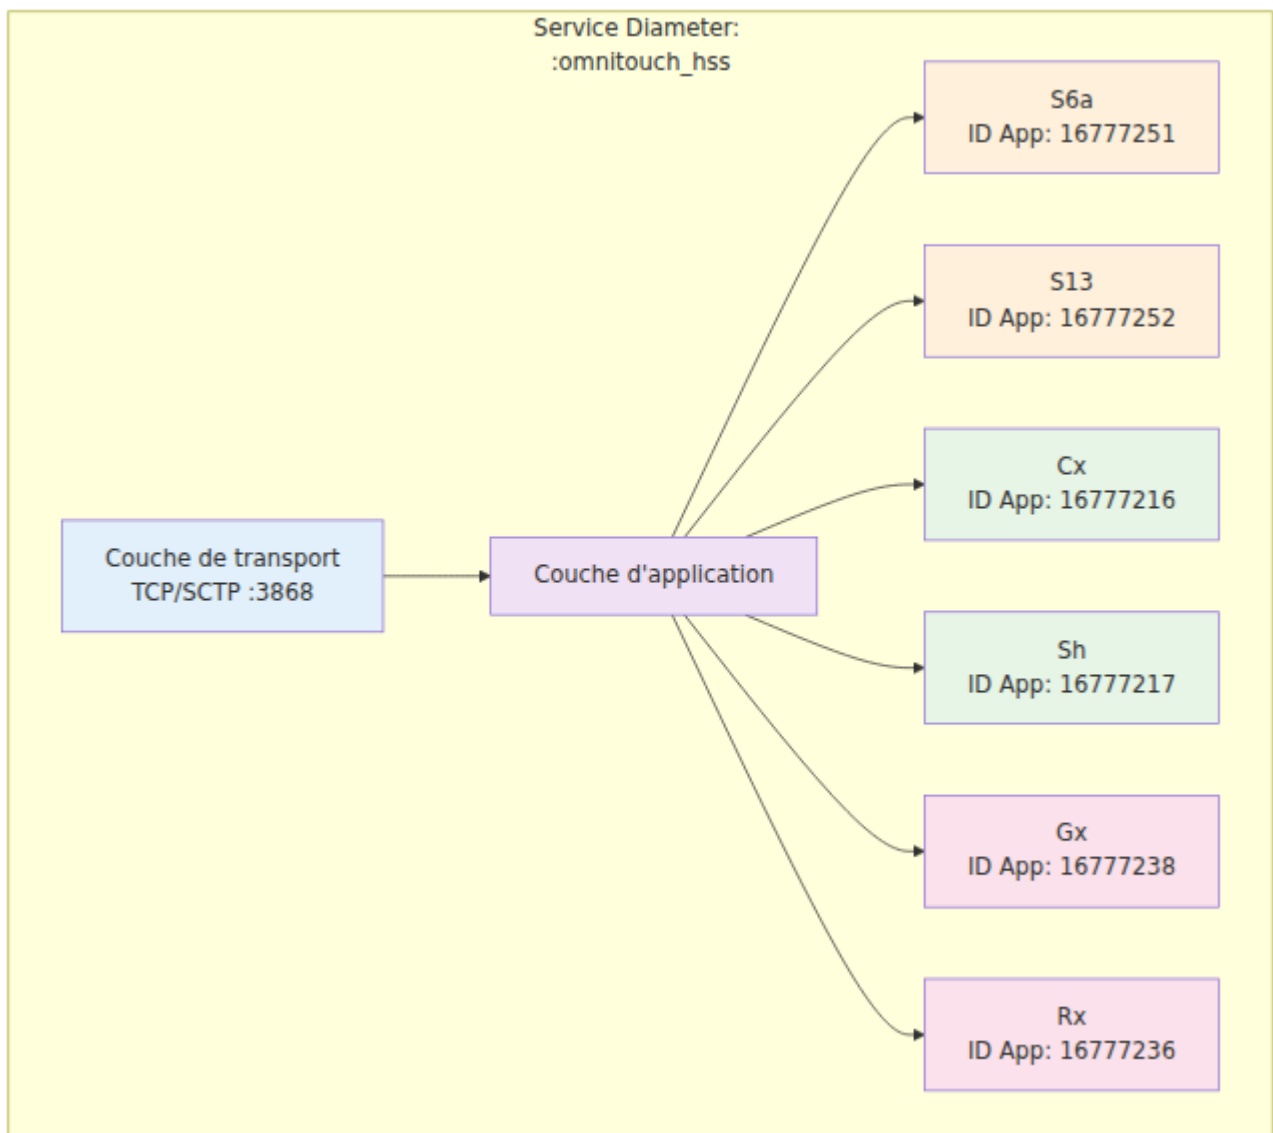 Service Diameter:
:omnitouch_hss
S6a
ID App: 16777251
S13
ID App: 16777252
Cx
ID App: 16777216
Couche de transport
TCP/SCTP :3868
Couche d'application
Sh
ID App: 16777217
Gx
ID App: 16777238
Rx
ID App: 16777236